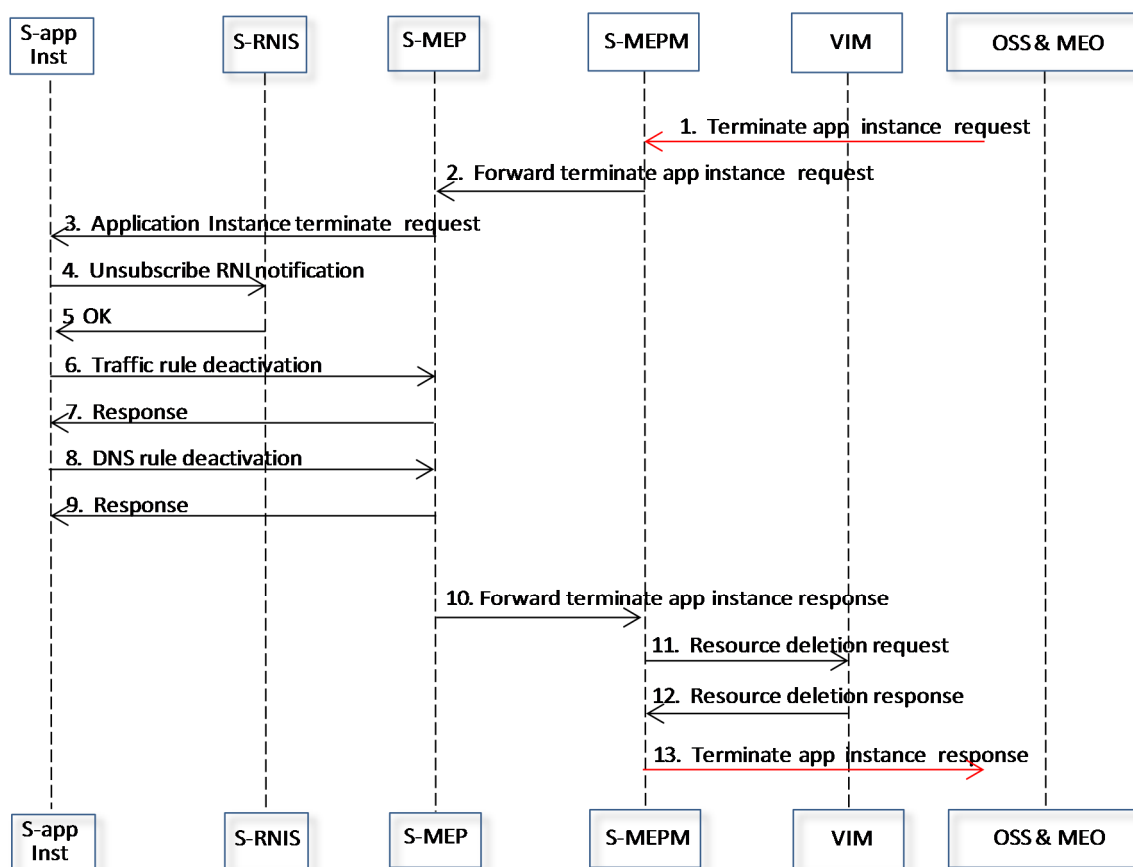 S-app
Inst
S-RNIS
S-MEP
S-MEPM
VIM
OSS & MEO
1. Terminate app instance request
2. Forward terminate app instance request
3. Application Instance terminate request
4. Unsubscribe RNI notification
5 OK
6. Traffic rule deactivation
7. Response
8. DNS rule deactivation
9. Response
10. Forward terminate app instance response
11. Resource deletion request
12. Resource deletion response
13. Terminate app instance response
S-app
Inst
S-RNIS
S-MEP
S-MEPM
VIM
OSS & MEO